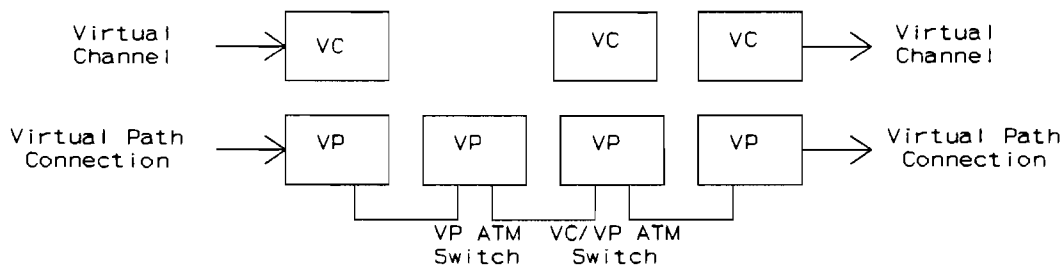 Virtual
Channel
VC
VC
VC
Virtual
Channel
Virtual Path
Connection
VP
VP
VP
VP
Virtual Path
Connection
VP ATM
Switch
VC/VP ATM
Switch